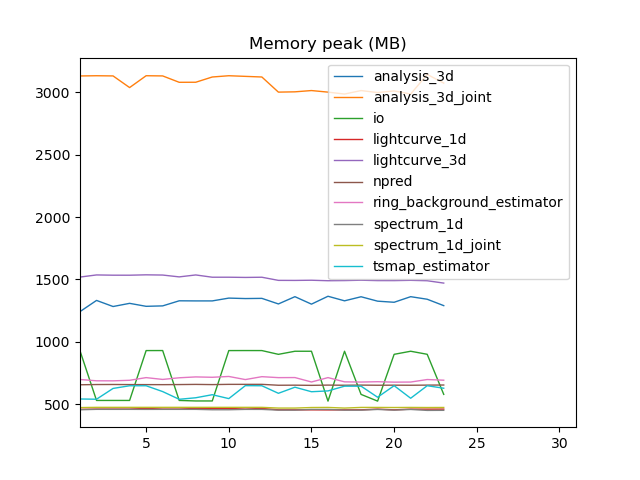 Memory peak (MB)
3000
2500
2000
1500
1000
500
5
10
15
20
25
30
analysis_3d
analysis_3d_joint
io
lightcurve_1d
lightcurve_3d
npred
ring_background_estimator
spectrum_1d
spectrum_1d_joint
tsmap_estimator